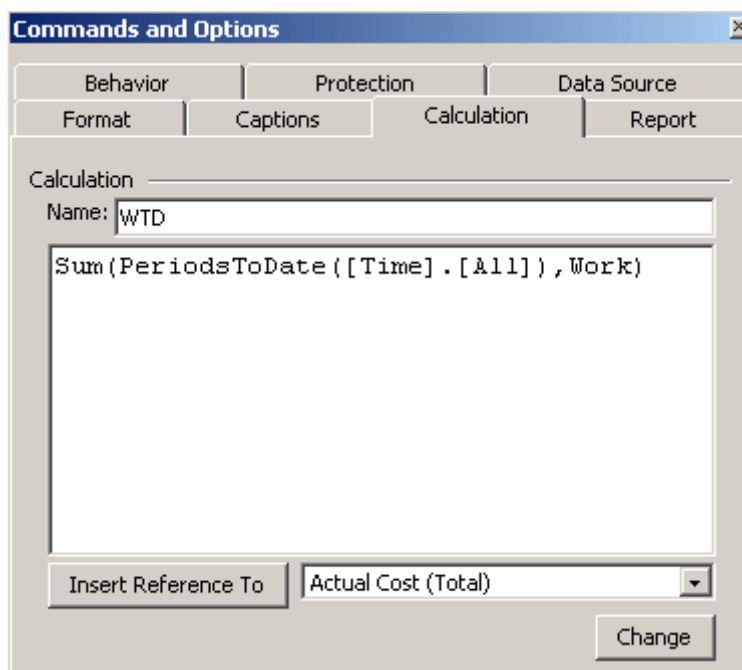 Commands and Options
Behavior Protection Data Source
Format Captions Calculation Report
Calculation
Name: WTD
Sum(PeriodsToDate([Time].[All]),Work)
Insert Reference To Actual Cost (Total)
Change